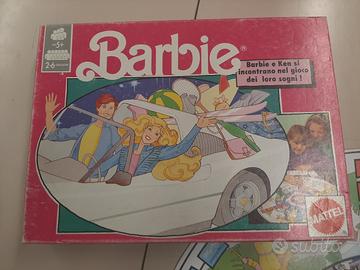 5+
2-6
Barbie®
Barbie e Ken si
incontrano nel gioco
dei loro sogni!
MATTEL
subito